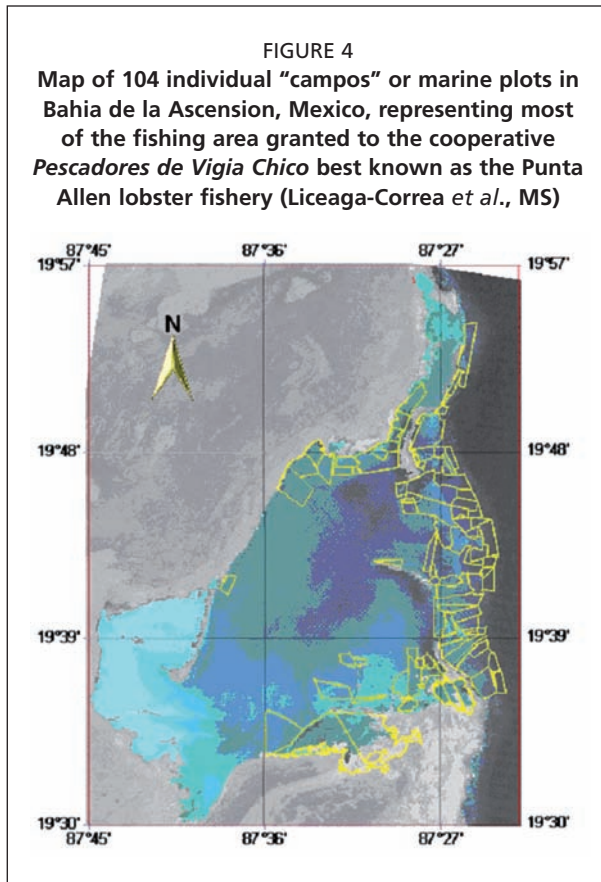 FIGURE 4
Map of 104 individual “campos” or marine plots in
Bahia de la Ascension, Mexico, representing most
of the fishing area granted to the cooperative
Pescadores de Vigia Chico best known as the Punta
Allen lobster fishery (Liceaga-Correa et al., MS)
87°45' 87°36' 87°27'
19°57' 19°57'
N
19°48' 19°48'
19°39' 19°39'
19°30' 19°30'
87°45' 87°36' 87°27'